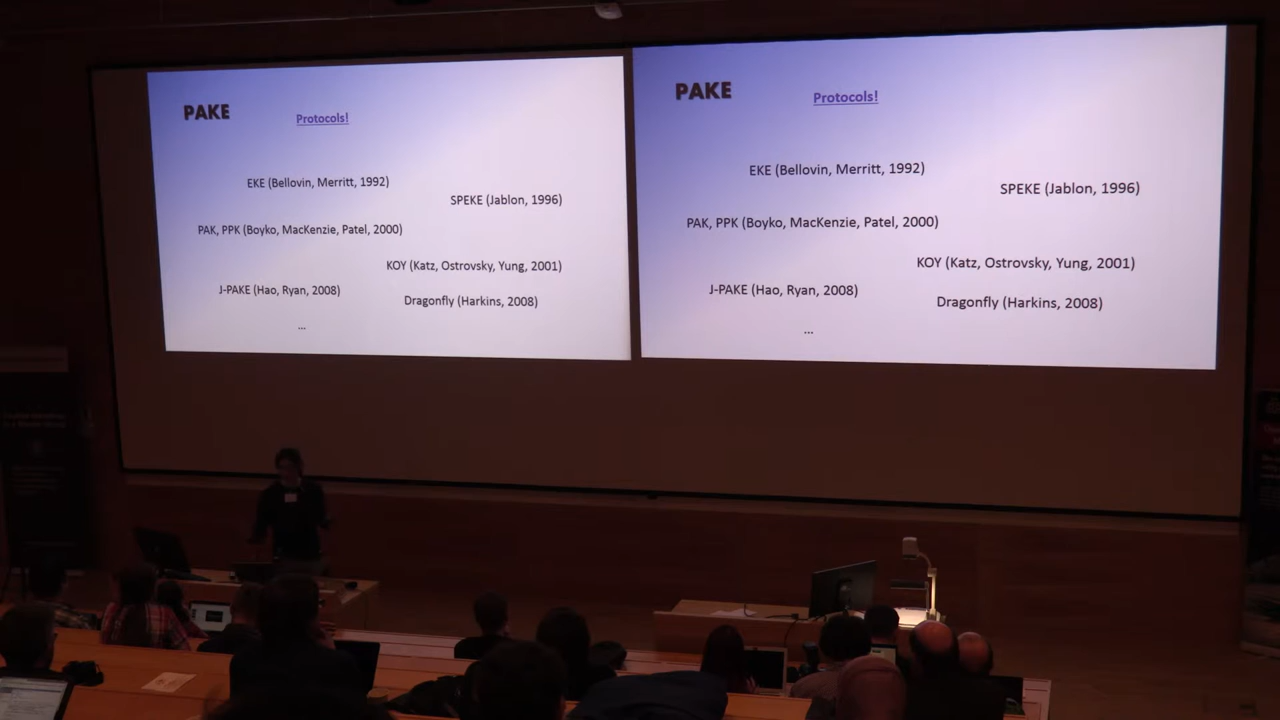 PAKE
Protocols!
EKE (Bellovin, Merritt, 1992)
SPEKE (Jablon, 1996)
PAK, PPK (Boyko, MacKenzie, Patel, 2000)
KOY (Katz, Ostrovsky, Yung, 2001)
J-PAKE (Hao, Ryan, 2008)
Dragonfly (Harkins, 2008)
...
PAKE
Protocols!
EKE (Bellovin, Merritt, 1992)
SPEKE (Jablon, 1996)
PAK, PPK (Boyko, MacKenzie, Patel, 2000)
KOY (Katz, Ostrovsky, Yung, 2001)
J-PAKE (Hao, Ryan, 2008)
Dragonfly (Harkins, 2008)
...